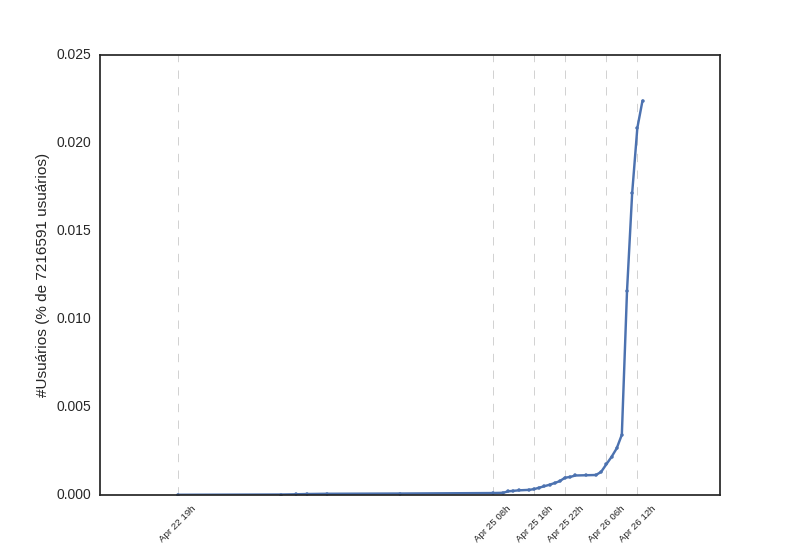 0.025
0.020
0.015
0.010
0.005
0.000
#Usuários (% de 7216591 usuários)
Apr 22 19h
Apr 25 08h
Apr 25 16h
Apr 25 22h
Apr 26 06h
Apr 26 12h